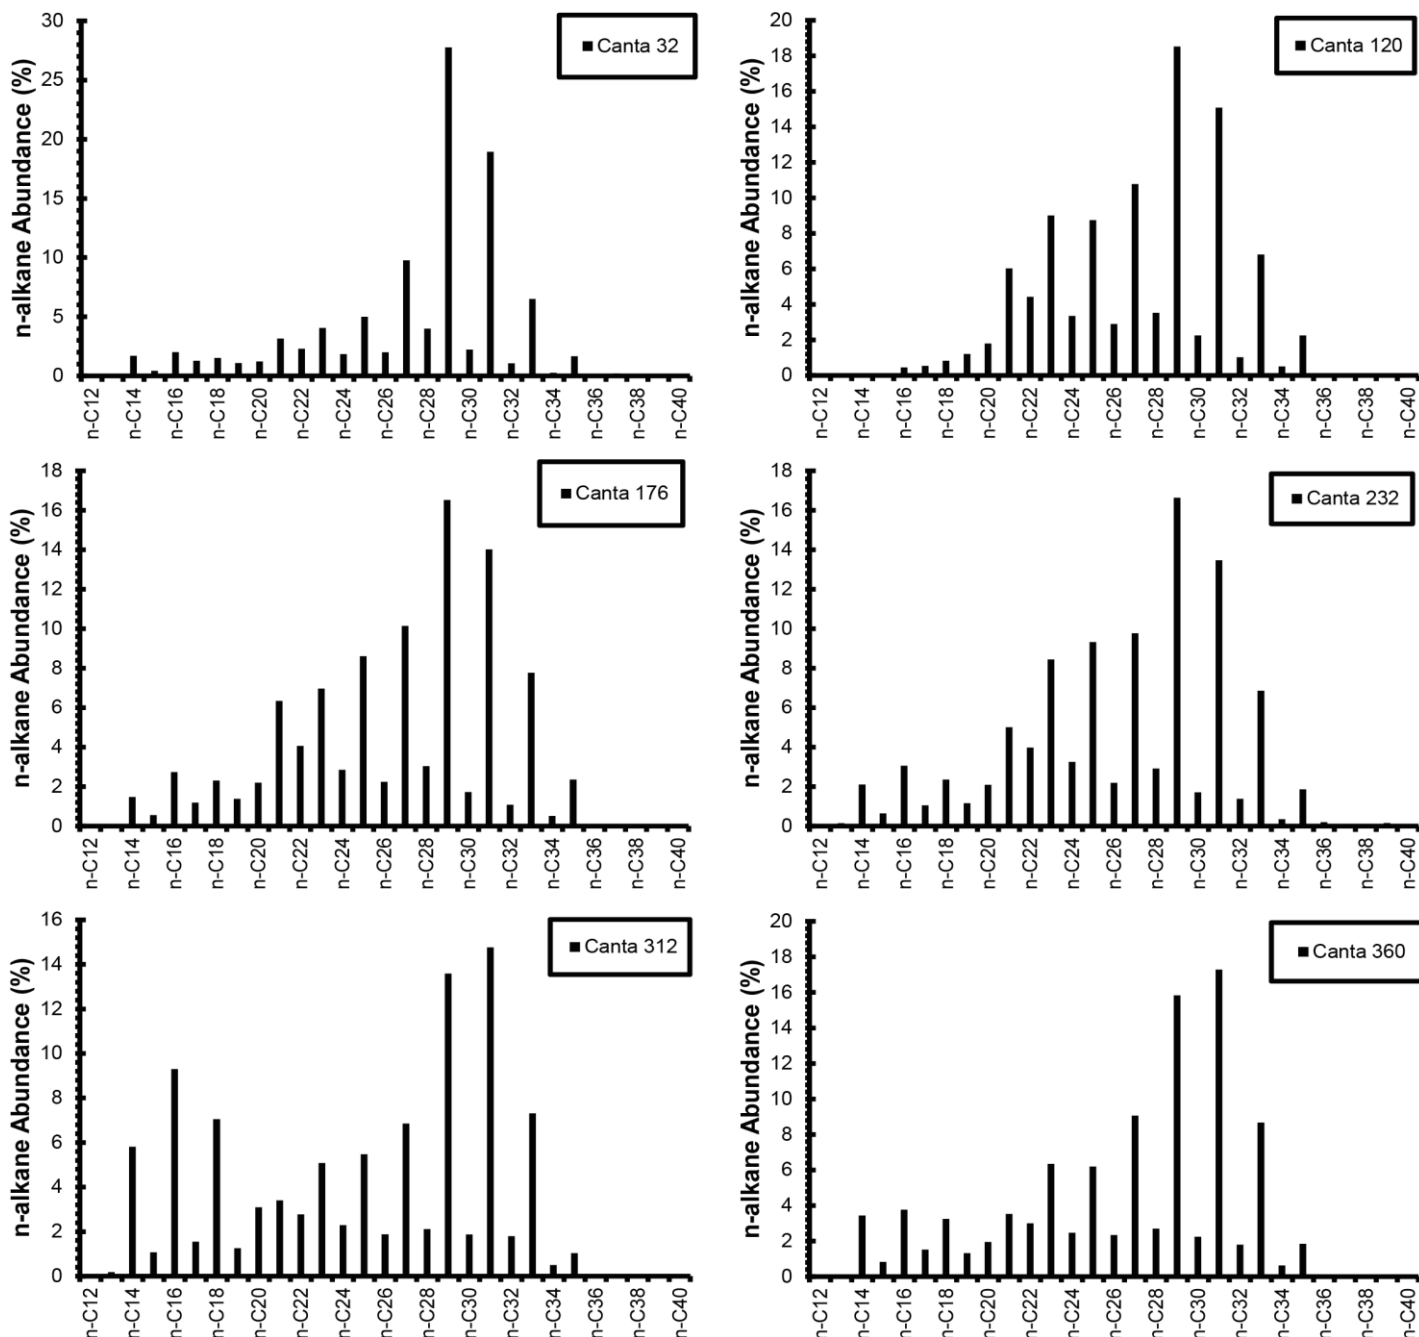 Canta 32
n-alkane Abundance (%)
30
25
20
15
10
5
0
n-C12
n-C14
n-C16
n-C18
n-C20
n-C22
n-C24
n-C26
n-C28
n-C30
n-C32
n-C34
n-C36
n-C38
n-C40
Canta 120
n-alkane Abundance (%)
20
18
16
14
12
10
8
6
4
2
0
n-C12
n-C14
n-C16
n-C18
n-C20
n-C22
n-C24
n-C26
n-C28
n-C30
n-C32
n-C34
n-C36
n-C38
n-C40
Canta 176
n-alkane Abundance (%)
18
16
14
12
10
8
6
4
2
0
n-C12
n-C14
n-C16
n-C18
n-C20
n-C22
n-C24
n-C26
n-C28
n-C30
n-C32
n-C34
n-C36
n-C38
n-C40
Canta 232
n-alkane Abundance (%)
18
16
14
12
10
8
6
4
2
0
n-C12
n-C14
n-C16
n-C18
n-C20
n-C22
n-C24
n-C26
n-C28
n-C30
n-C32
n-C34
n-C36
n-C38
n-C40
Canta 312
n-alkane Abundance (%)
16
14
12
10
8
6
4
2
0
n-C12
n-C14
n-C16
n-C18
n-C20
n-C22
n-C24
n-C26
n-C28
n-C30
n-C32
n-C34
n-C36
n-C38
n-C40
Canta 360
n-alkane Abundance (%)
20
18
16
14
12
10
8
6
4
2
0
n-C12
n-C14
n-C16
n-C18
n-C20
n-C22
n-C24
n-C26
n-C28
n-C30
n-C32
n-C34
n-C36
n-C38
n-C40